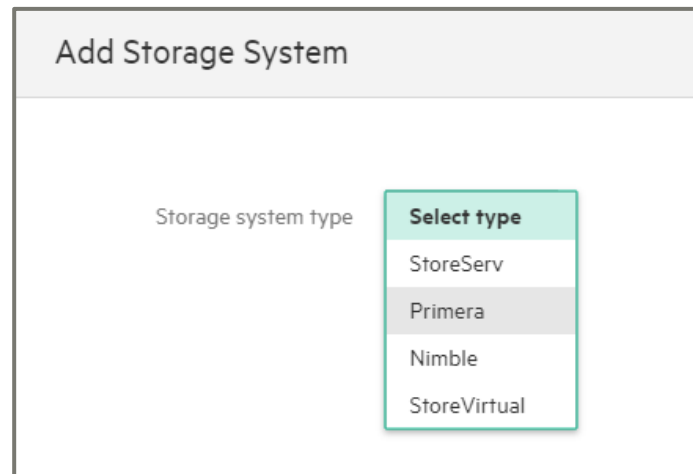 Add Storage System
Storage system type Select type
StoreServ
Primera
Nimble
StoreVirtual